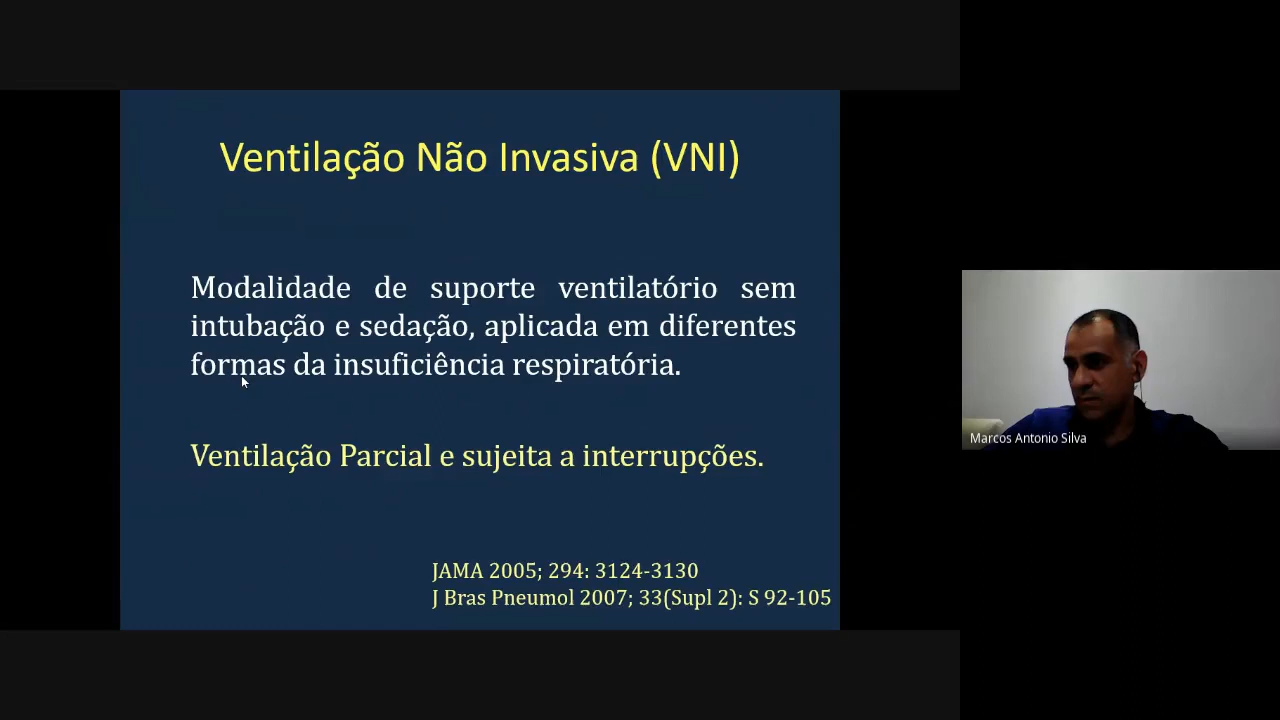 Ventilação Não Invasiva (VNI)
Modalidade de suporte ventilatório sem
intubação e sedação, aplicada em diferentes
formas da insuficiência respiratória.
Ventilação Parcial e sujeita a interrupções.
JAMA 2005; 294: 3124-3130
J Bras Pneumol 2007; 33(Supl 2): S 92-105
Marcos Antonio Silva